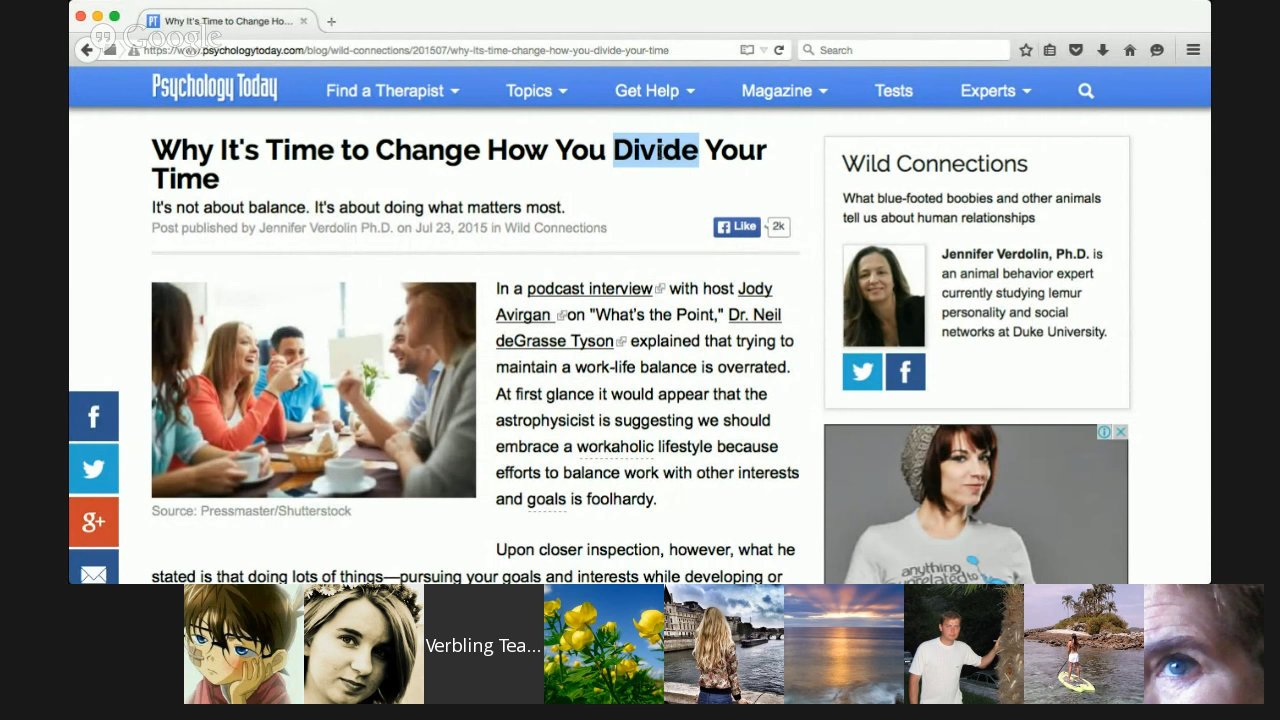 Why It's Time to Change Ho...
Google
https://www.psychologytoday.com/blog/wild-connections/201507/why-its-time-change-how-you-divide-your-time
Search
Psychology Today
Find a Therapist
Topics
Get Help
Magazine
Tests
Experts
Why It's Time to Change How You Divide Your
Time
It's not about balance. It's about doing what matters most.
Post published by Jennifer Verdolin Ph.D. on Jul 23, 2015 in Wild Connections
Like
2k
In a podcast interview with host Jody
Avirgan on "What's the Point," Dr. Neil
deGrasse Tyson explained that trying to
maintain a work-life balance is overrated.
At first glance it would appear that the
astrophysicist is suggesting we should
embrace a workaholic lifestyle because
efforts to balance work with other interests
and goals is foolhardy.
Source: Pressmaster/Shutterstock
Upon closer inspection, however, what he
stated is that doing lots of things—pursuing your goals and interests while developing or
Wild Connections
What blue-footed boobies and other animals
tell us about human relationships
Jennifer Verdolin, Ph.D. is
an animal behavior expert
currently studying lemur
personality and social
networks at Duke University.
anything
unrelated to
g+
Verbling Tea...